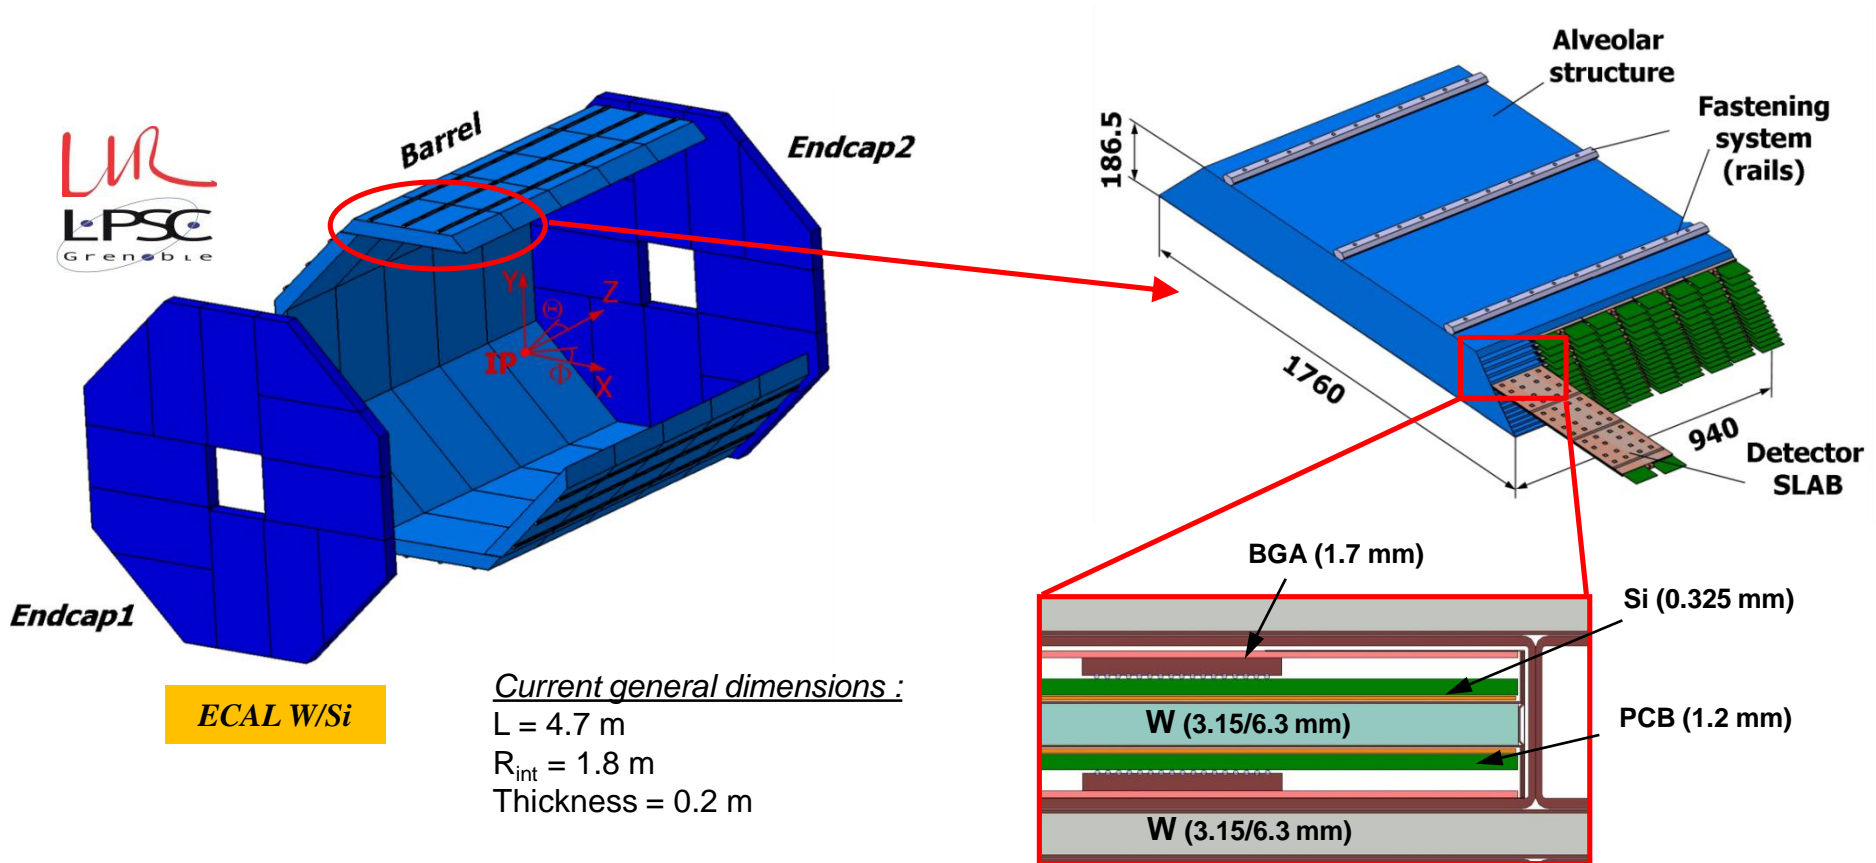 LLR
LPSC
Grenoble
Barrel
Endcap2
Endcap1
Y
Θ
Z
IP
Φ
X
ECAL W/Si
Current general dimensions :
L = 4.7 m
Rint = 1.8 m
Thickness = 0.2 m
Alveolar
structure
Fastening
system
(rails)
186.5
1760
940
Detector
SLAB
BGA (1.7 mm)
Si (0.325 mm)
W (3.15/6.3 mm)
PCB (1.2 mm)
W (3.15/6.3 mm)